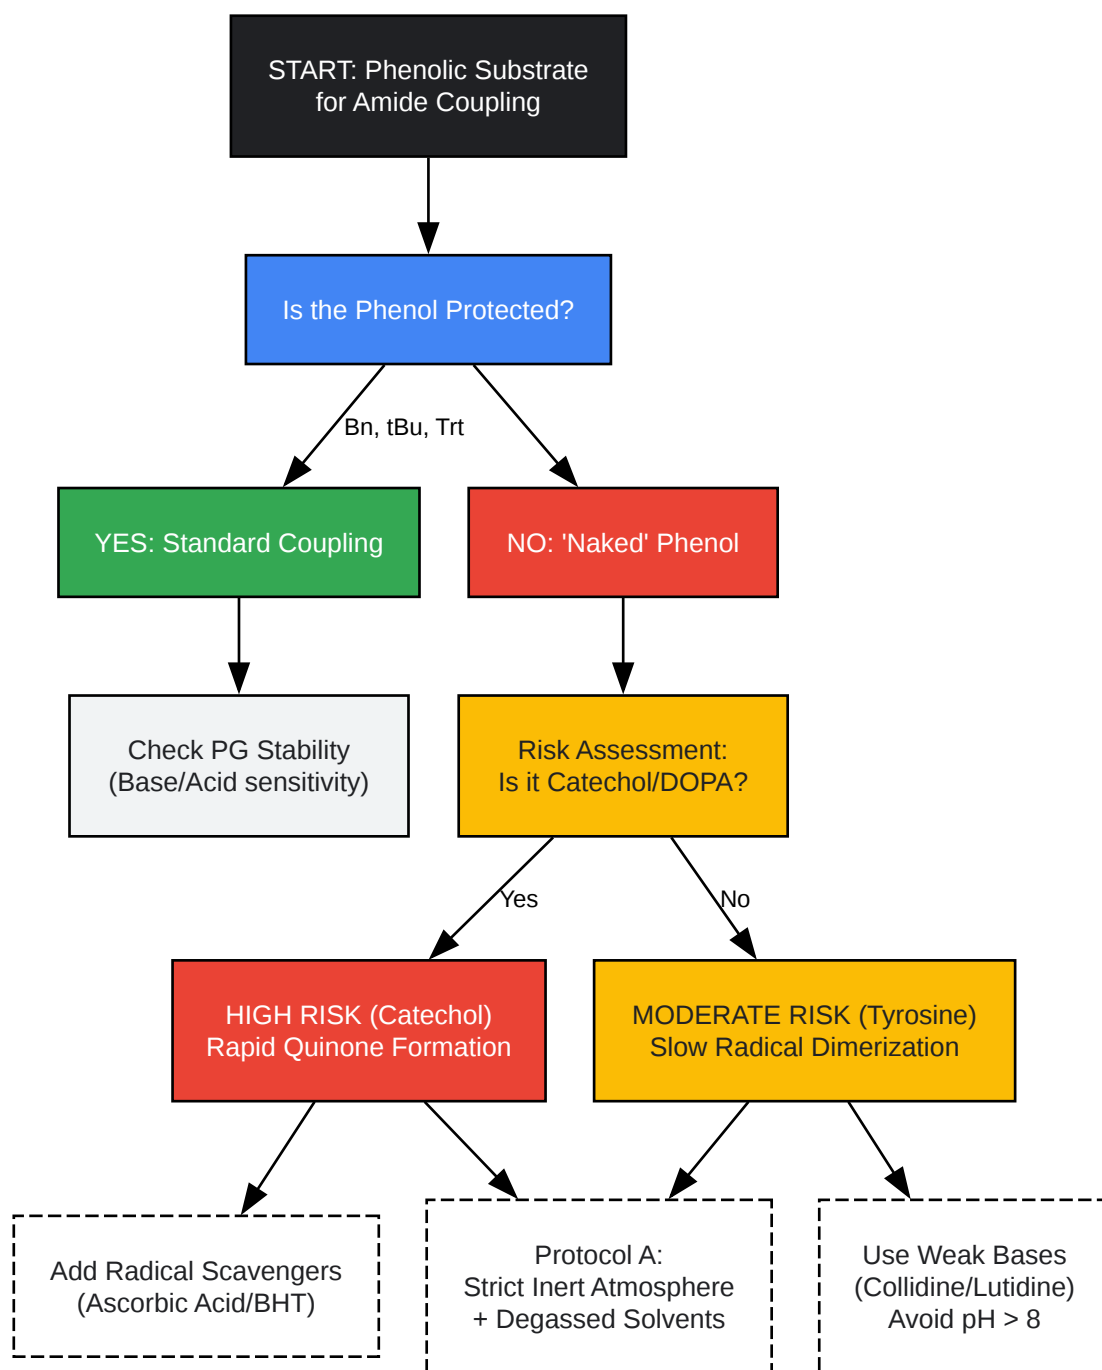 START: Phenolic Substrate
for Amide Coupling
Is the Phenol Protected?
Bn, tBu, Trt
YES: Standard Coupling
NO: 'Naked' Phenol
Check PG Stability
(Base/Acid sensitivity)
Risk Assessment:
Is it Catechol/DOPA?
Yes
No
HIGH RISK (Catechol)
Rapid Quinone Formation
MODERATE RISK (Tyrosine)
Slow Radical Dimerization
Add Radical Scavengers
(Ascorbic Acid/BHT)
Protocol A:
Strict Inert Atmosphere
+ Degassed Solvents
Use Weak Bases
(Collidine/Lutidine)
Avoid pH > 8